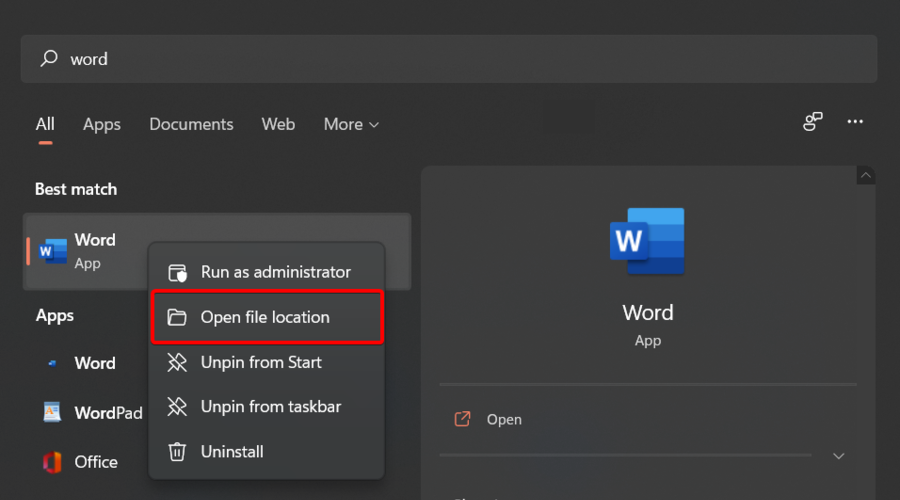 word
All Apps Documents Web More
Best match
Word
App
Run as administrator
Open file location
Unpin from Start
Unpin from taskbar
Uninstall
Apps
Word
WordPad
Office
W
Word
App
Open